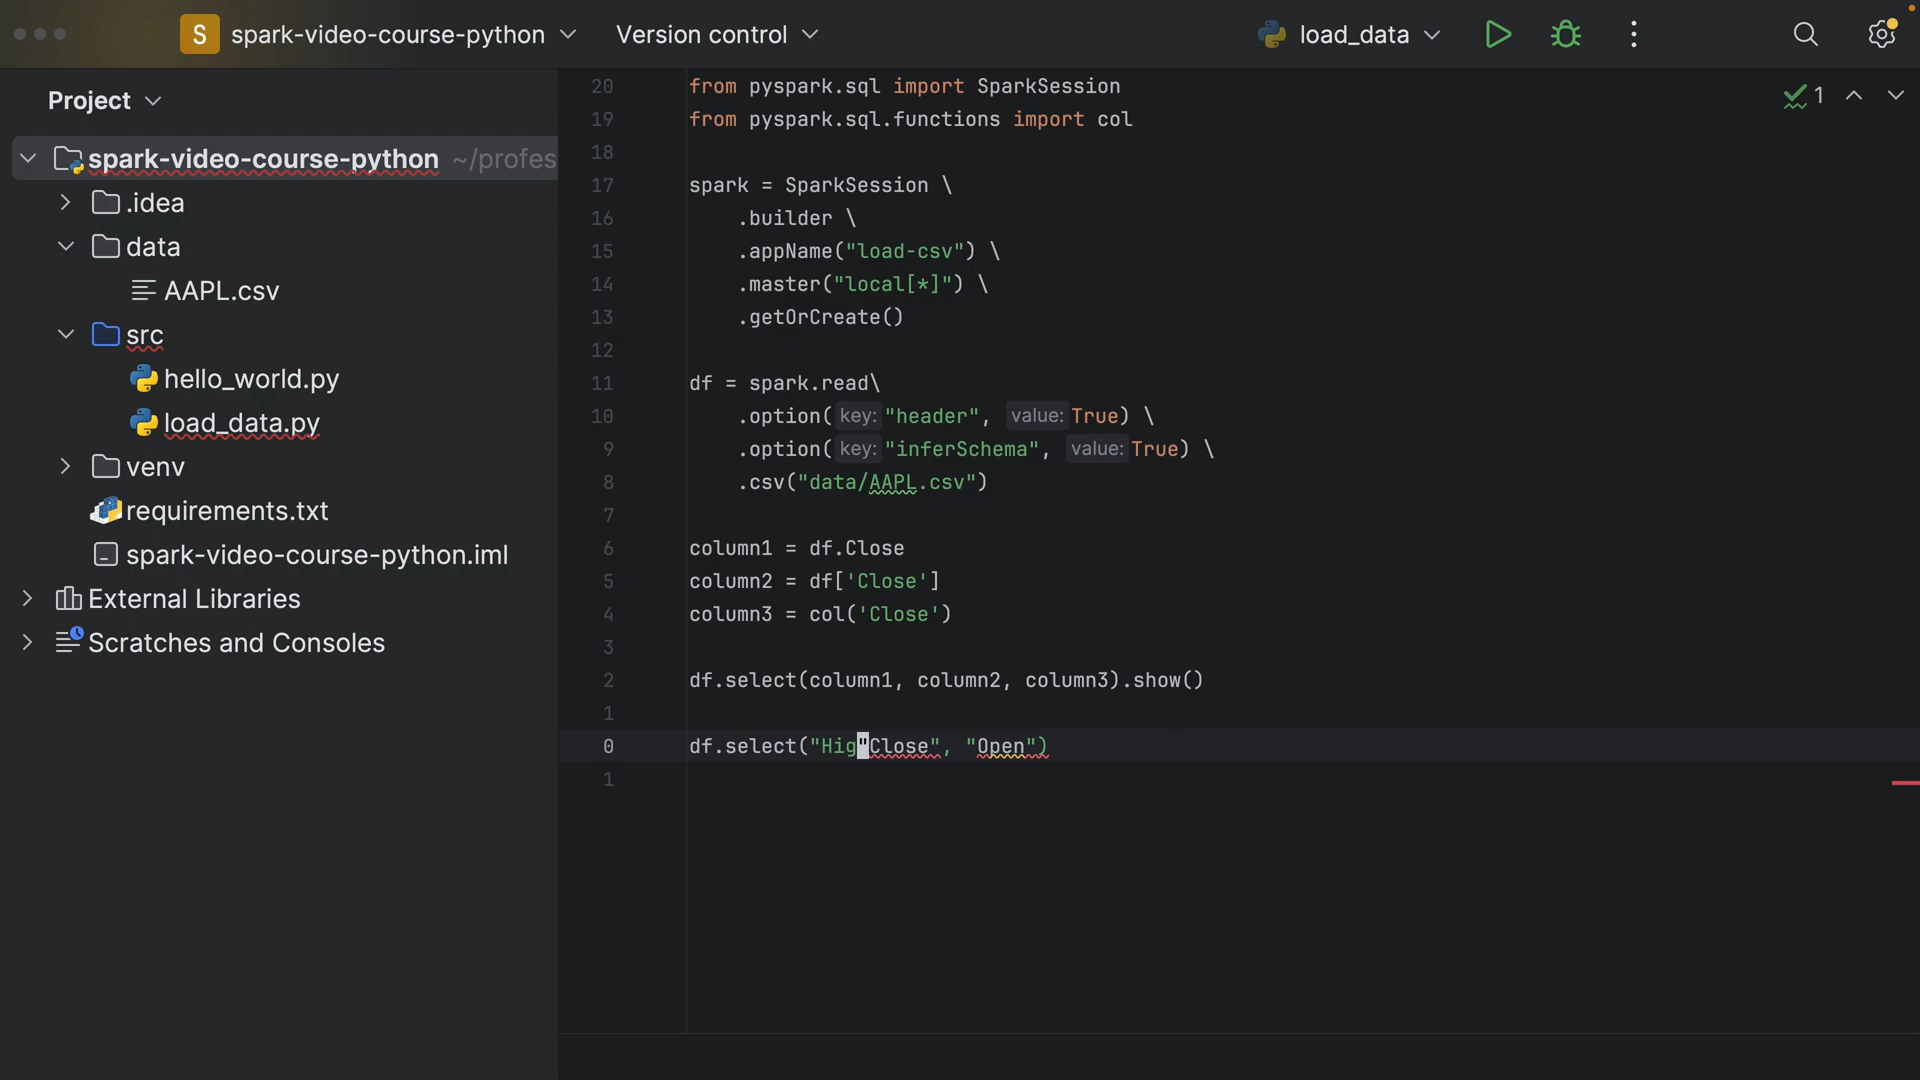 S spark-video-course-python Version control load_data
Project
spark-video-course-python ~/profes
.idea
data
AAPL.csv
src
hello_world.py
load_data.py
venv
requirements.txt
spark-video-course-python.iml
External Libraries
Scratches and Consoles
1
20 from pyspark.sql import SparkSession
19 from pyspark.sql.functions import col
18
17 spark = SparkSession \
16 .builder \
15 .appName("load-csv") \
14 .master("local[*]") \
13 .getOrCreate()
12
11 df = spark.read\
10 .option(key: "header", value: True) \
9 .option(key: "inferSchema", value: True) \
8 .csv("data/AAPL.csv")
7
6 column1 = df.Close
5 column2 = df['Close']
4 column3 = col('Close')
3
2 df.select(column1, column2, column3).show()
1
0 df.select("Hig"Close", "Open")
1